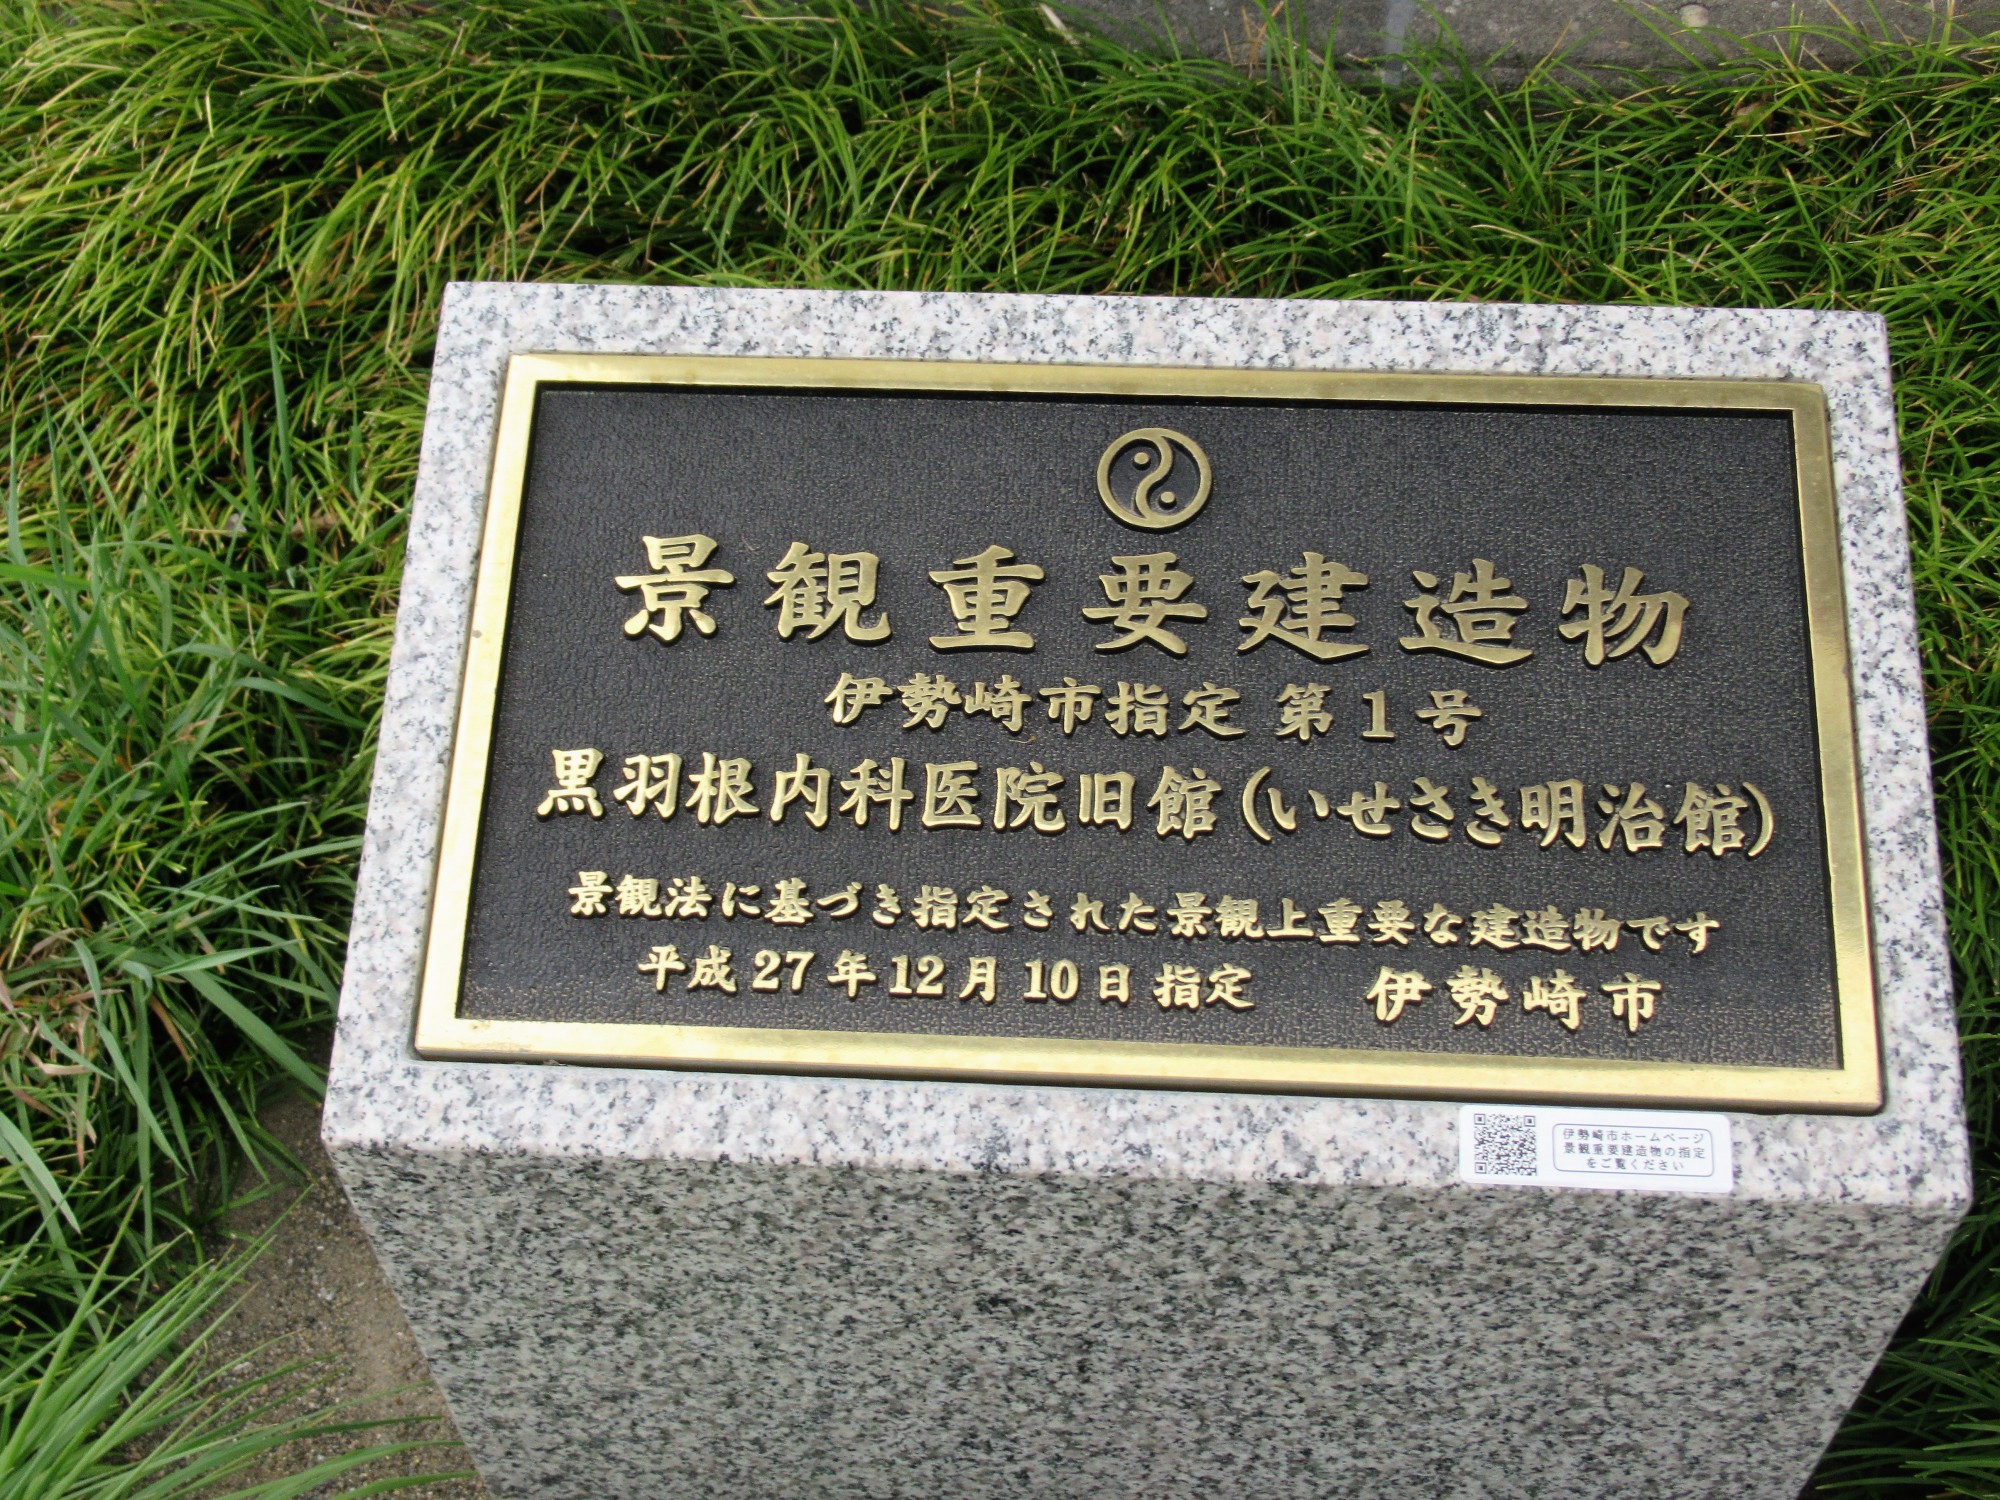 景観重要建造物
伊勢崎市指定 第1号
黒羽根内科医院旧館(いせさき明治館)
景観法に基づき指定された景観上重要な建造物です
平成27年12月10日 指定 伊勢崎市
伊勢崎市ホームページ
景観重要建造物の指定
をご覧ください